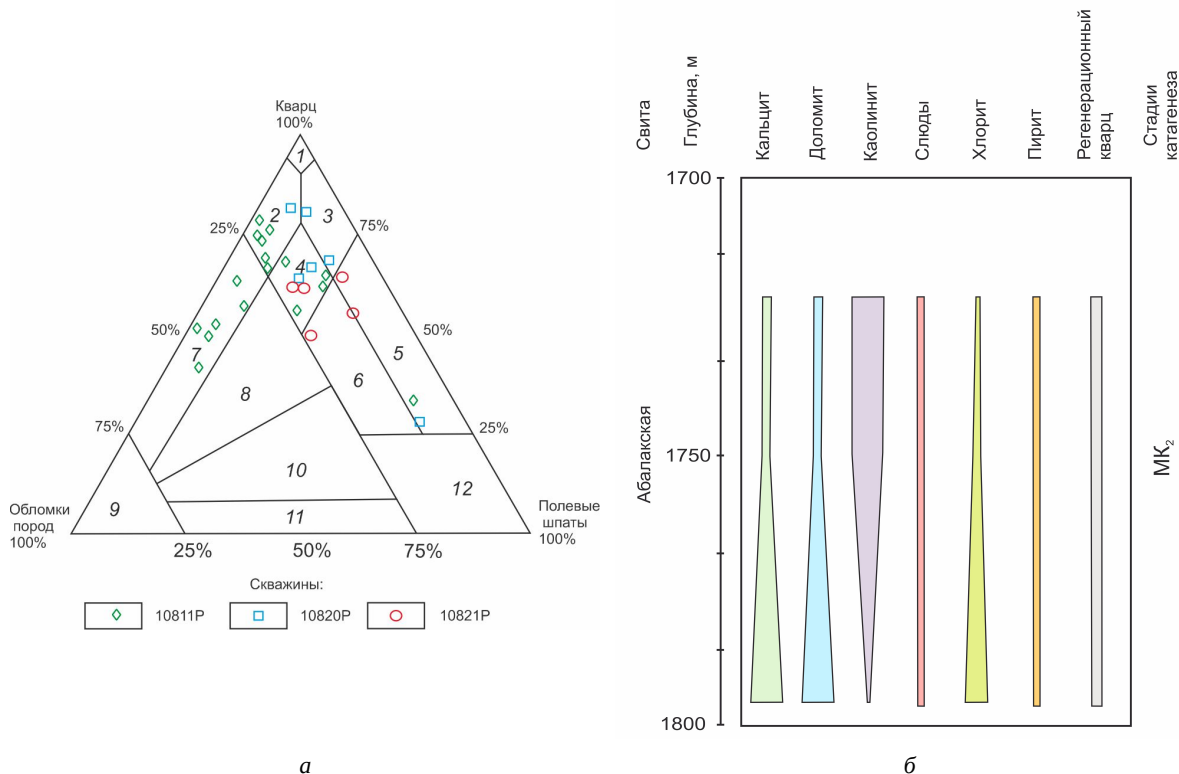 Кварц
100%
1
2
3
25%
75%
4
50%
50%
7
5
6
8
75%
25%
10
12
9
11
Обломки
пород
100%
Полевые
шпаты
100%
25%
50%
75%
Скважины:
10811Р
10820Р
10821Р
а
Свита
Глубина, м
Кальцит
Доломит
Каолинит
Слюды
Хлорит
Пирит
Регенерационный
кварц
Стадии
катагенеза
1700
1750
1800
Абалакская
МК₂
б